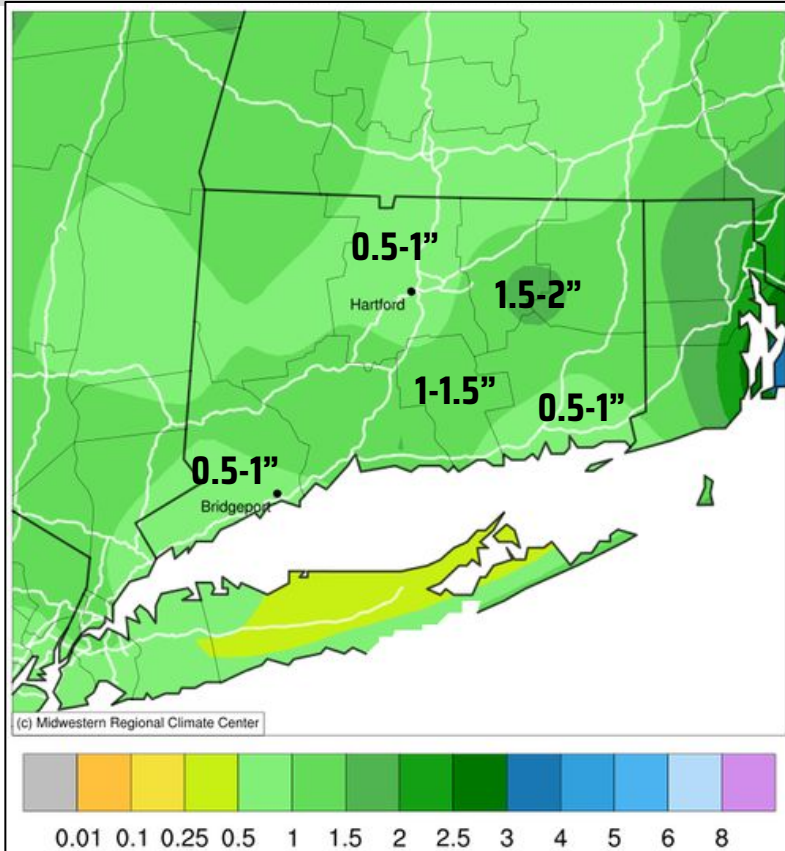 0.5-1”
Hartford
1.5-2”
1-1.5”
0.5-1”
0.5-1”
Bridgeport
(c) Midwestern Regional Climate Center
0.01 0.1 0.25 0.5 1 1.5 2 2.5 3 4 5 6 8